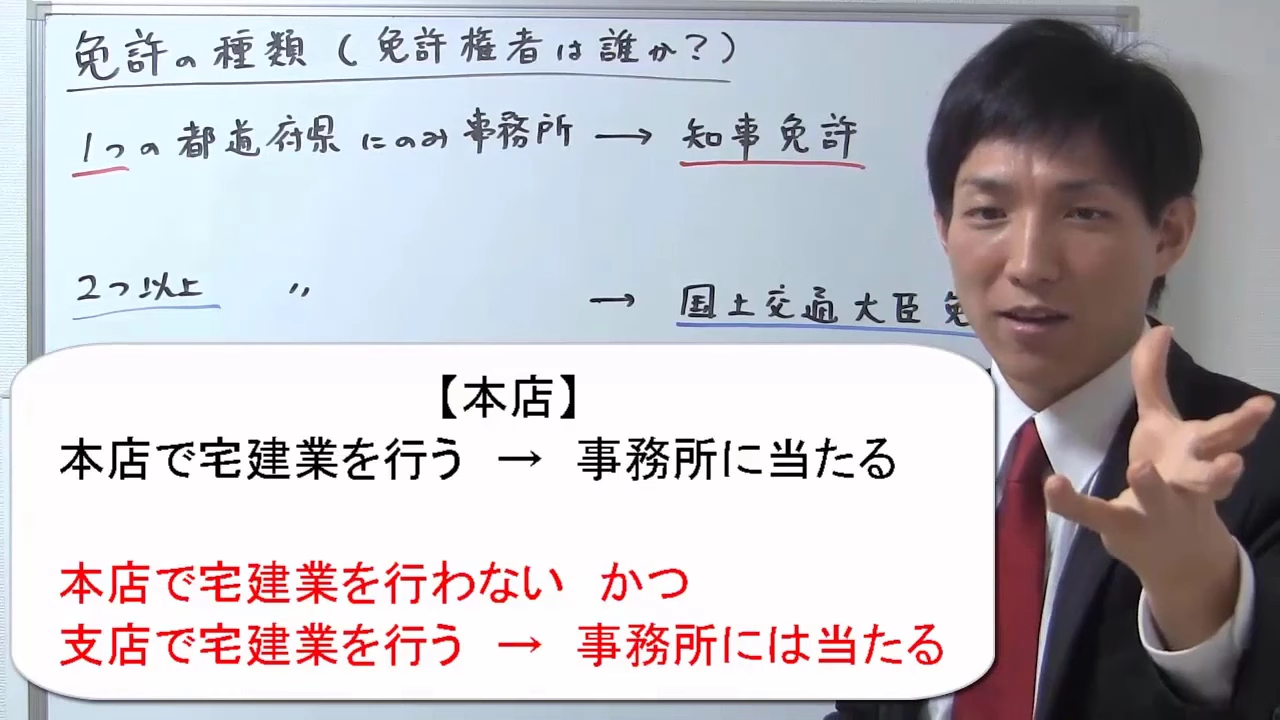 免許の種類(免許権者は誰か?)
1つの都道府県にのみ事務所 → 知事免許
2つ以上 〃 → 国土交通大臣免
【本店】
本店で宅建業を行う → 事務所に当たる
本店で宅建業を行わない かつ
支店で宅建業を行う → 事務所には当たる